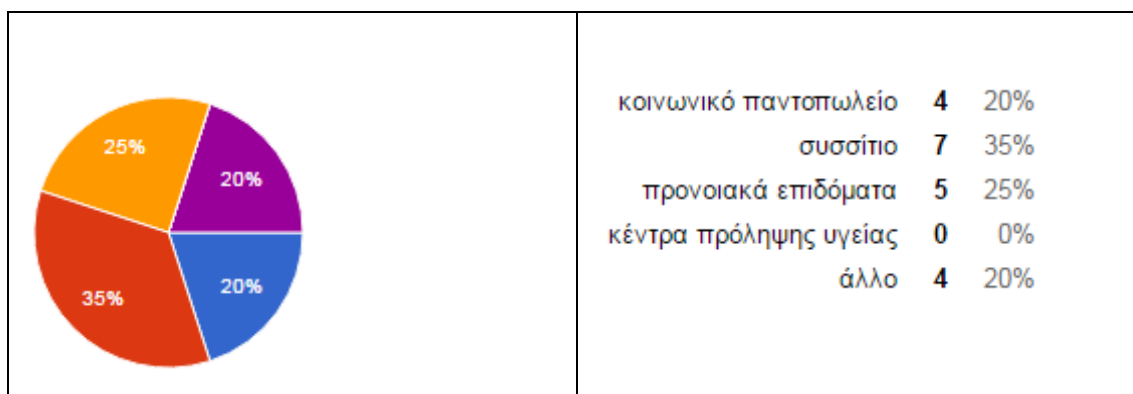 25%
20%
35%
20%
κοινωνικό παντοπωλείο 4 20%
συσσίτιο 7 35%
προνοιακά επιδόματα 5 25%
κέντρα πρόληψης υγείας 0 0%
άλλο 4 20%